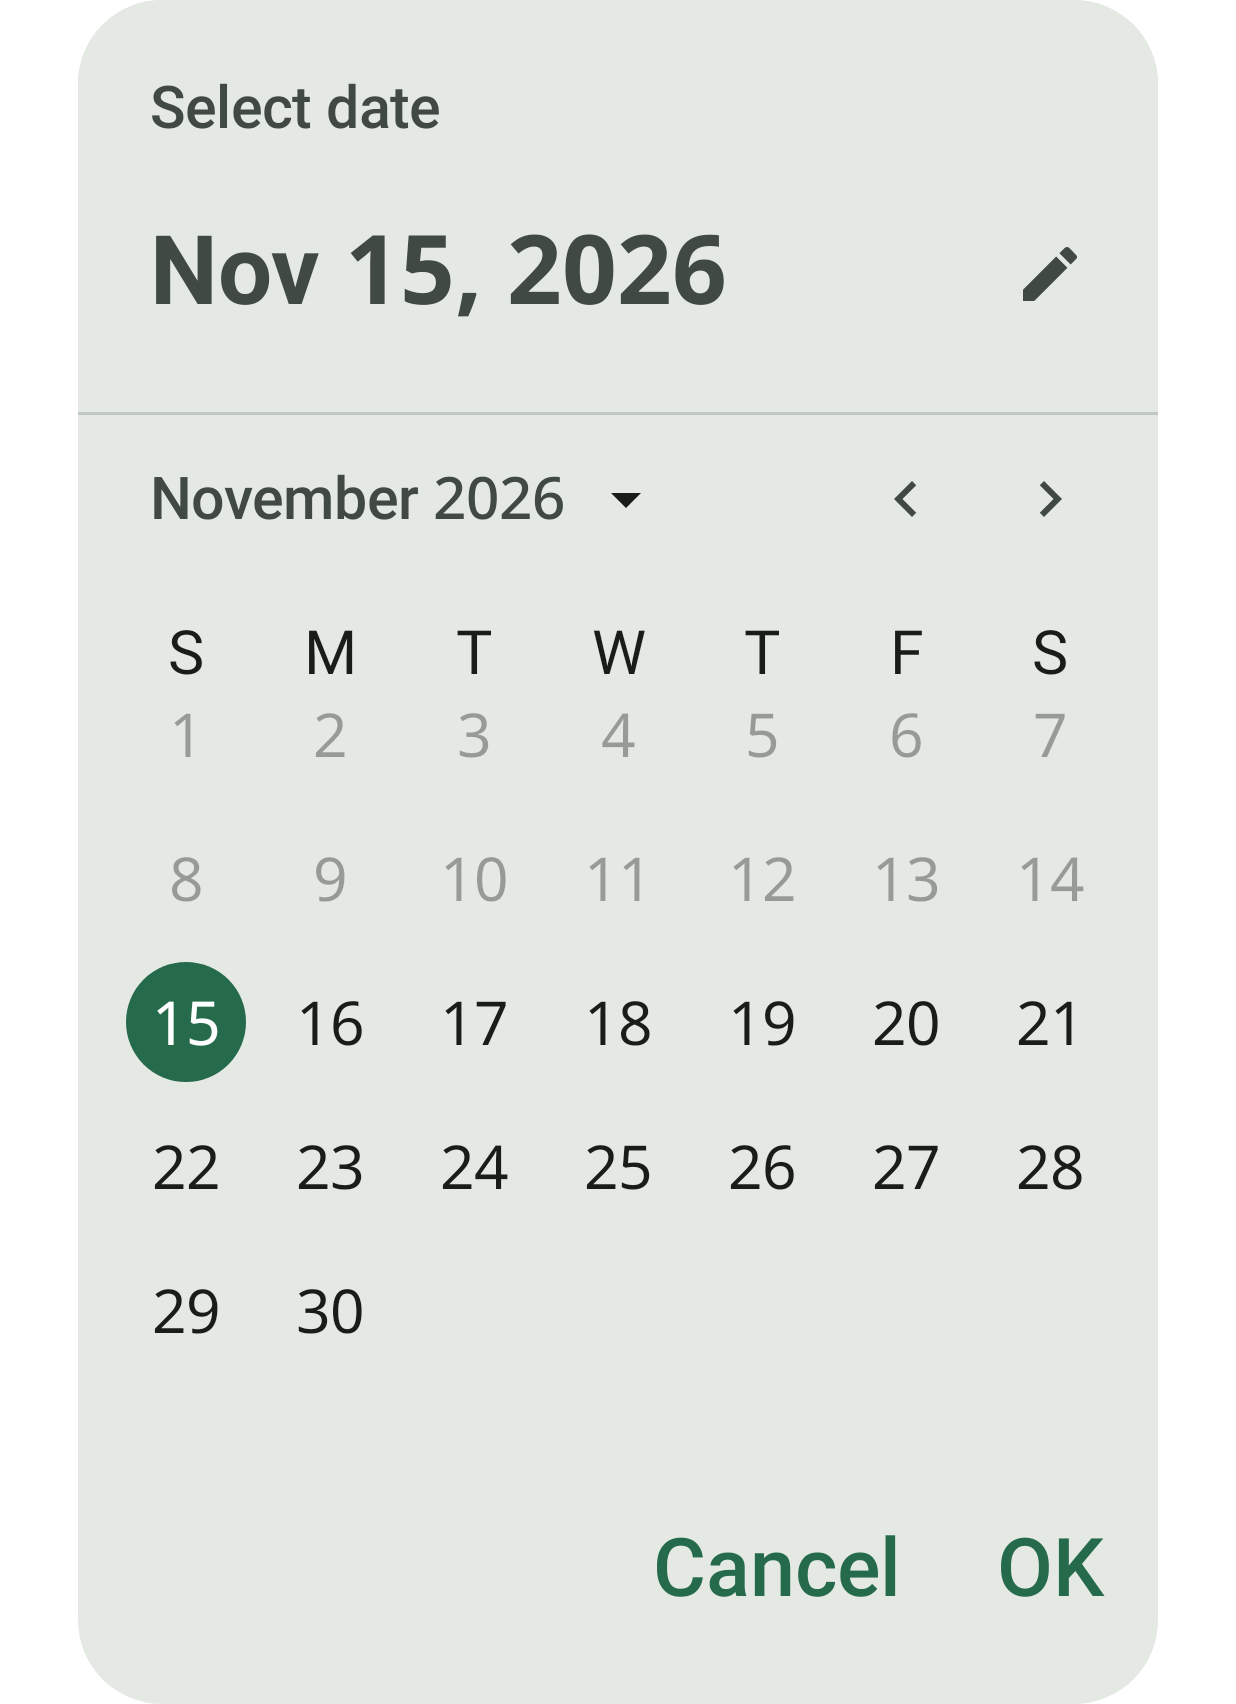 Select date
Nov 15, 2026
November 2026
S M T W T F S
1 2 3 4 5 6 7
8 9 10 11 12 13 14
15 16 17 18 19 20 21
22 23 24 25 26 27 28
29 30
Cancel OK